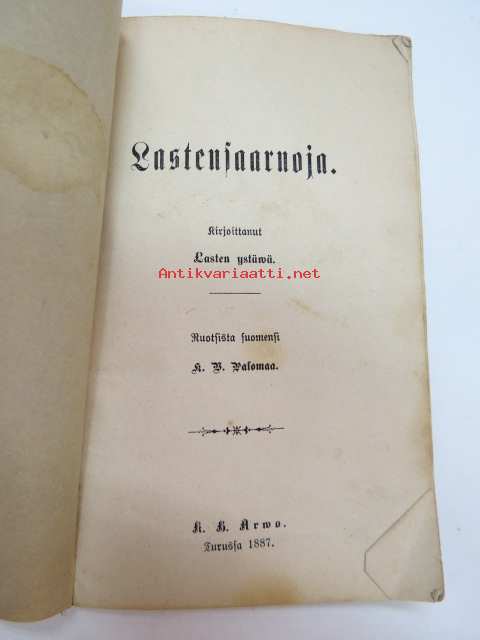 Lastensaarnoja.
Kirjoittanut
Lasten ystäwä.
Antikvariaatti.net
Ruotsista suomensi
K. V. Palomaa.
K. B. Arwo.
Turussa 1887.